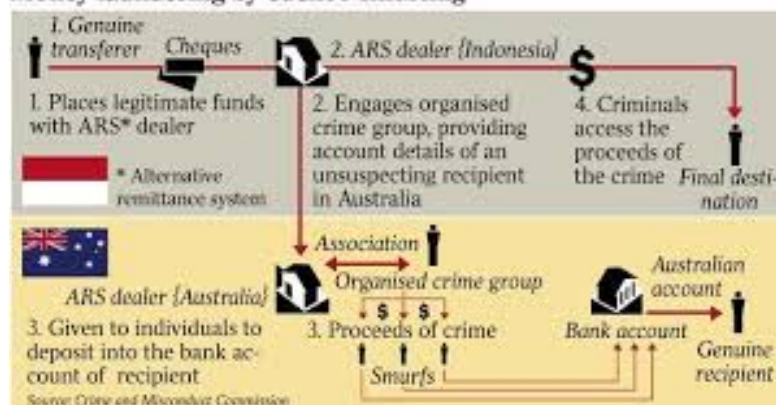 1. Genuine
transferer
Cheques
2. ARS dealer {Indonesia}
$
1. Places legitimate funds
with ARS* dealer
2. Engages organised
crime group, providing
account details of an
unsuspecting recipient
in Australia
4. Criminals
access the
proceeds of
the crime
Final desti-
nation
* Alternative
remittance system
Association
Organised crime group
ARS dealer {Australia}
$ $
3. Proceeds of crime
Smurfs
3. Given to individuals to
deposit into the bank ac-
count of recipient
Australian
account
Bank account
Genuine
recipient
Source: Crime and Misconduct Commission